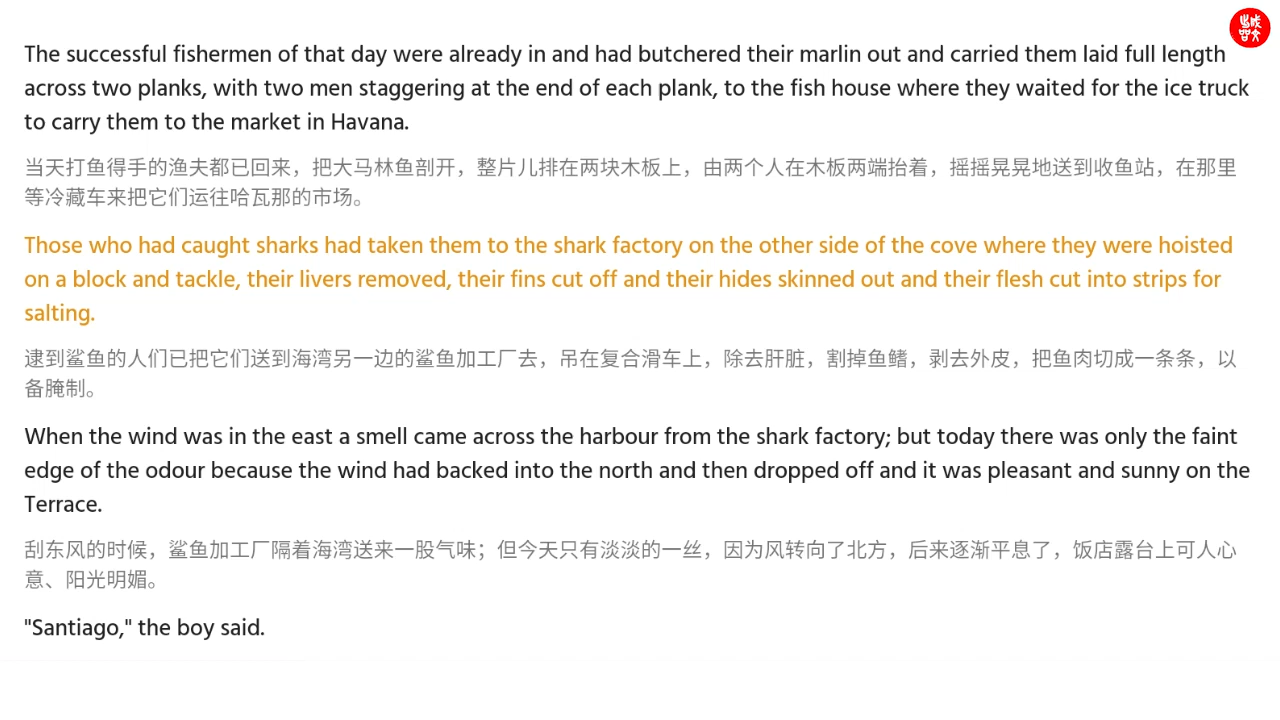 The successful fishermen of that day were already in and had butchered their marlin out and carried them laid full length
across two planks, with two men staggering at the end of each plank, to the fish house where they waited for the ice truck
to carry them to the market in Havana.
当天打鱼得手的渔夫都已回来，把大马林鱼剖开，整片儿排在两块木板上，由两个人在木板两端抬着，摇摇晃晃地送到收鱼站，在那里
等冷藏车来把它们运往哈瓦那的市场。
Those who had caught sharks had taken them to the shark factory on the other side of the cove where they were hoisted
on a block and tackle, their livers removed, their fins cut off and their hides skinned out and their flesh cut into strips for
salting.
逮到鲨鱼的人们已把它们送到海湾另一边的鲨鱼加工厂去，吊在复合滑车上，除去肝脏，割掉鱼鳍，剥去外皮，把鱼肉切成一条条，以
备腌制。
When the wind was in the east a smell came across the harbour from the shark factory; but today there was only the faint
edge of the odour because the wind had backed into the north and then dropped off and it was pleasant and sunny on the
Terrace.
刮东风的时候，鲨鱼加工厂隔着海湾送来一股气味；但今天只有淡淡的一丝，因为风转向了北方，后来逐渐平息了，饭店露台上可人心
意、阳光明媚。
"Santiago," the boy said.